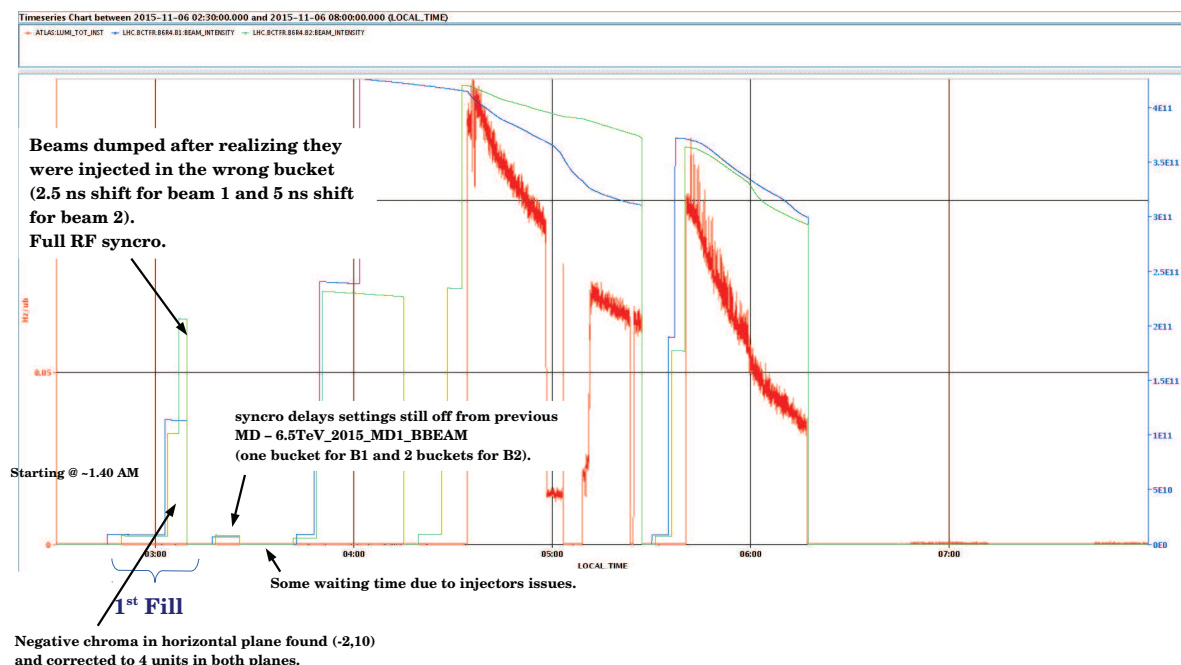 Timeseries Chart between 2015-11-06 02:30:00.000 and 2015-11-06 08:00:00.000 (LOCAL_TIME)
ATLAS:LUMI_TOT_INST LHC.BCTFR.B6R4.B1:BEAM_INTENSITY LHC.BCTFR.B6R4.B2:BEAM_INTENSITY
Beams dumped after realizing they
were injected in the wrong bucket
(2.5 ns shift for beam 1 and 5 ns shift
for beam 2).
Full RF syncro.
Hz/ub
0.05
0
4E11
3.5E11
3E11
2.5E11
2E11
1.5E11
1E11
5E10
0E0
syncro delays settings still off from previous
MD – 6.5TeV_2015_MD1_BBEAM
(one bucket for B1 and 2 buckets for B2).
Starting @ ~1.40 AM
03:00
04:00
05:00
06:00
07:00
LOCAL_TIME
Some waiting time due to injectors issues.
1st Fill
Negative chroma in horizontal plane found (-2,10)
and corrected to 4 units in both planes.